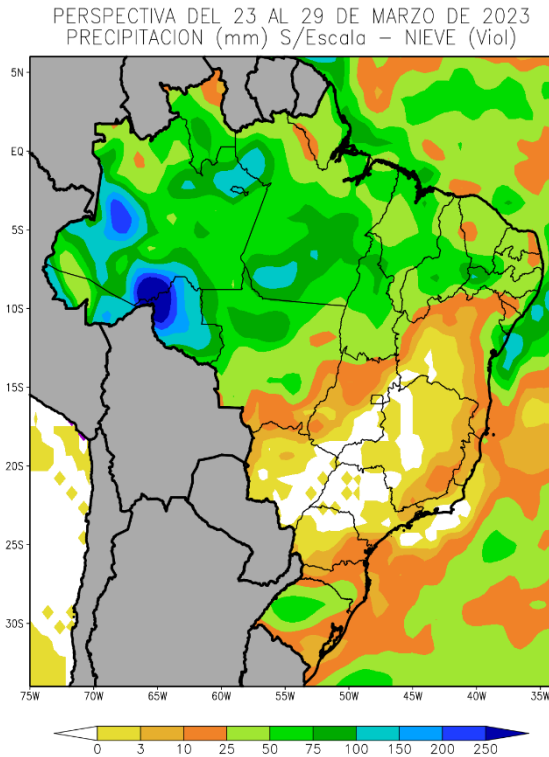 PERSPECTIVA DEL 23 AL 29 DE MARZO DE 2023
PRECIPITACION (mm) S/Escala – NIEVE (Viol)
5N
EQ
5S
10S
15S
20S
25S
30S
75W 70W 65W 60W 55W 50W 45W 40W 35W
0 3 10 25 50 75 100 150 200 250